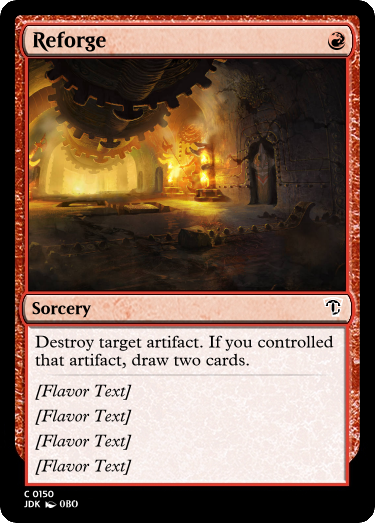 Reforge
Sorcery
Destroy target artifact. If you controlled
that artifact, draw two cards.
[Flavor Text]
[Flavor Text]
[Flavor Text]
[Flavor Text]
C 0150
JDK OBO